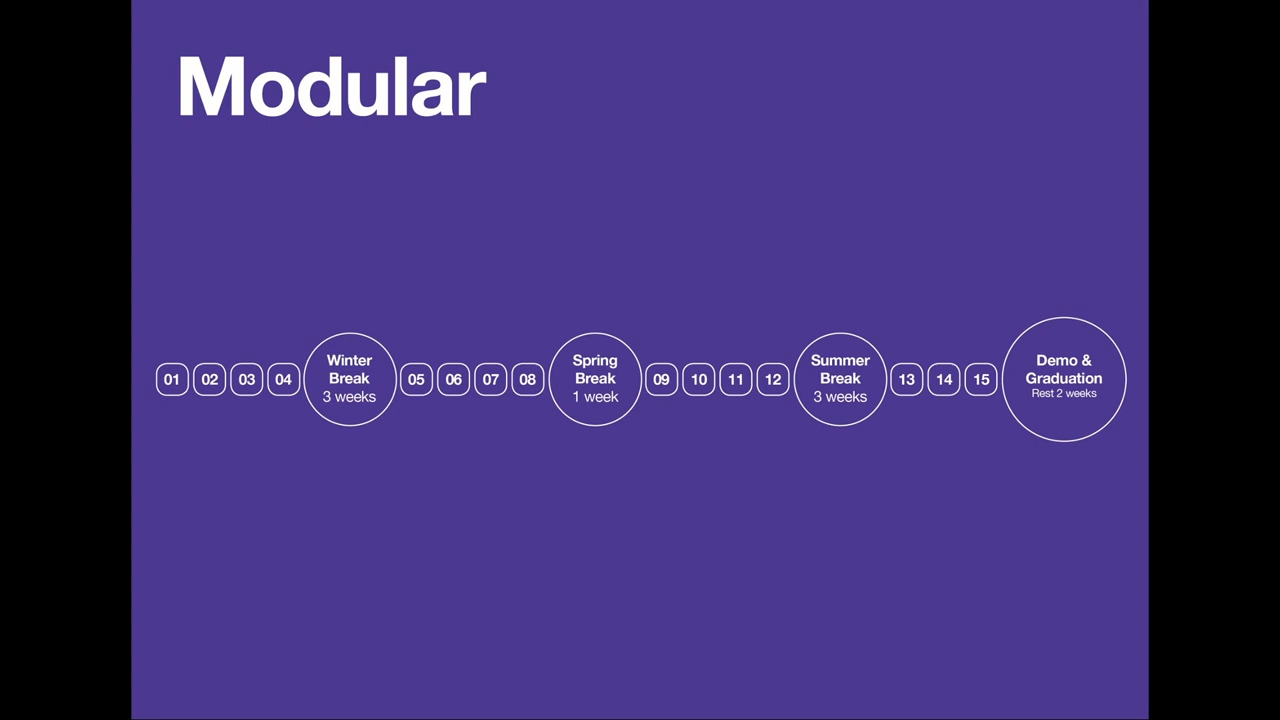 Modular
01 02 03 04
Winter
Break
3 weeks
05 06 07 08
Spring
Break
1 week
09 10 11 12
Summer
Break
3 weeks
13 14 15
Demo &
Graduation
Rest 2 weeks